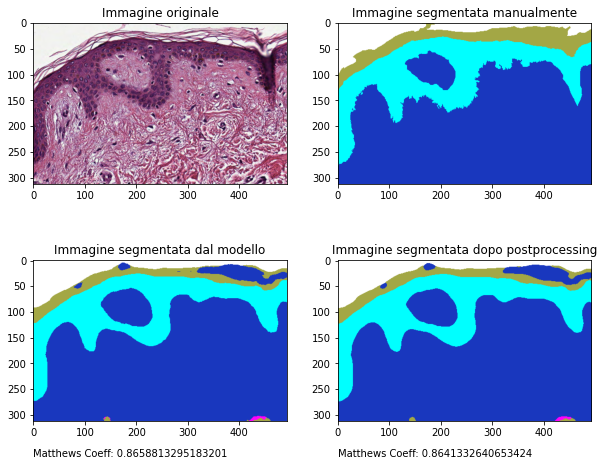 Immagine originale
Immagine segmentata manualmente
0
50
100
150
200
250
300
0 100 200 300 400
0
50
100
150
200
250
300
0 100 200 300 400
Immagine segmentata dal modello
Immagine segmentata dopo postprocessing
0
50
100
150
200
250
300
0 100 200 300 400
0
50
100
150
200
250
300
0 100 200 300 400
Matthews Coeff: 0.8658813295183201
Matthews Coeff: 0.8641332640653424